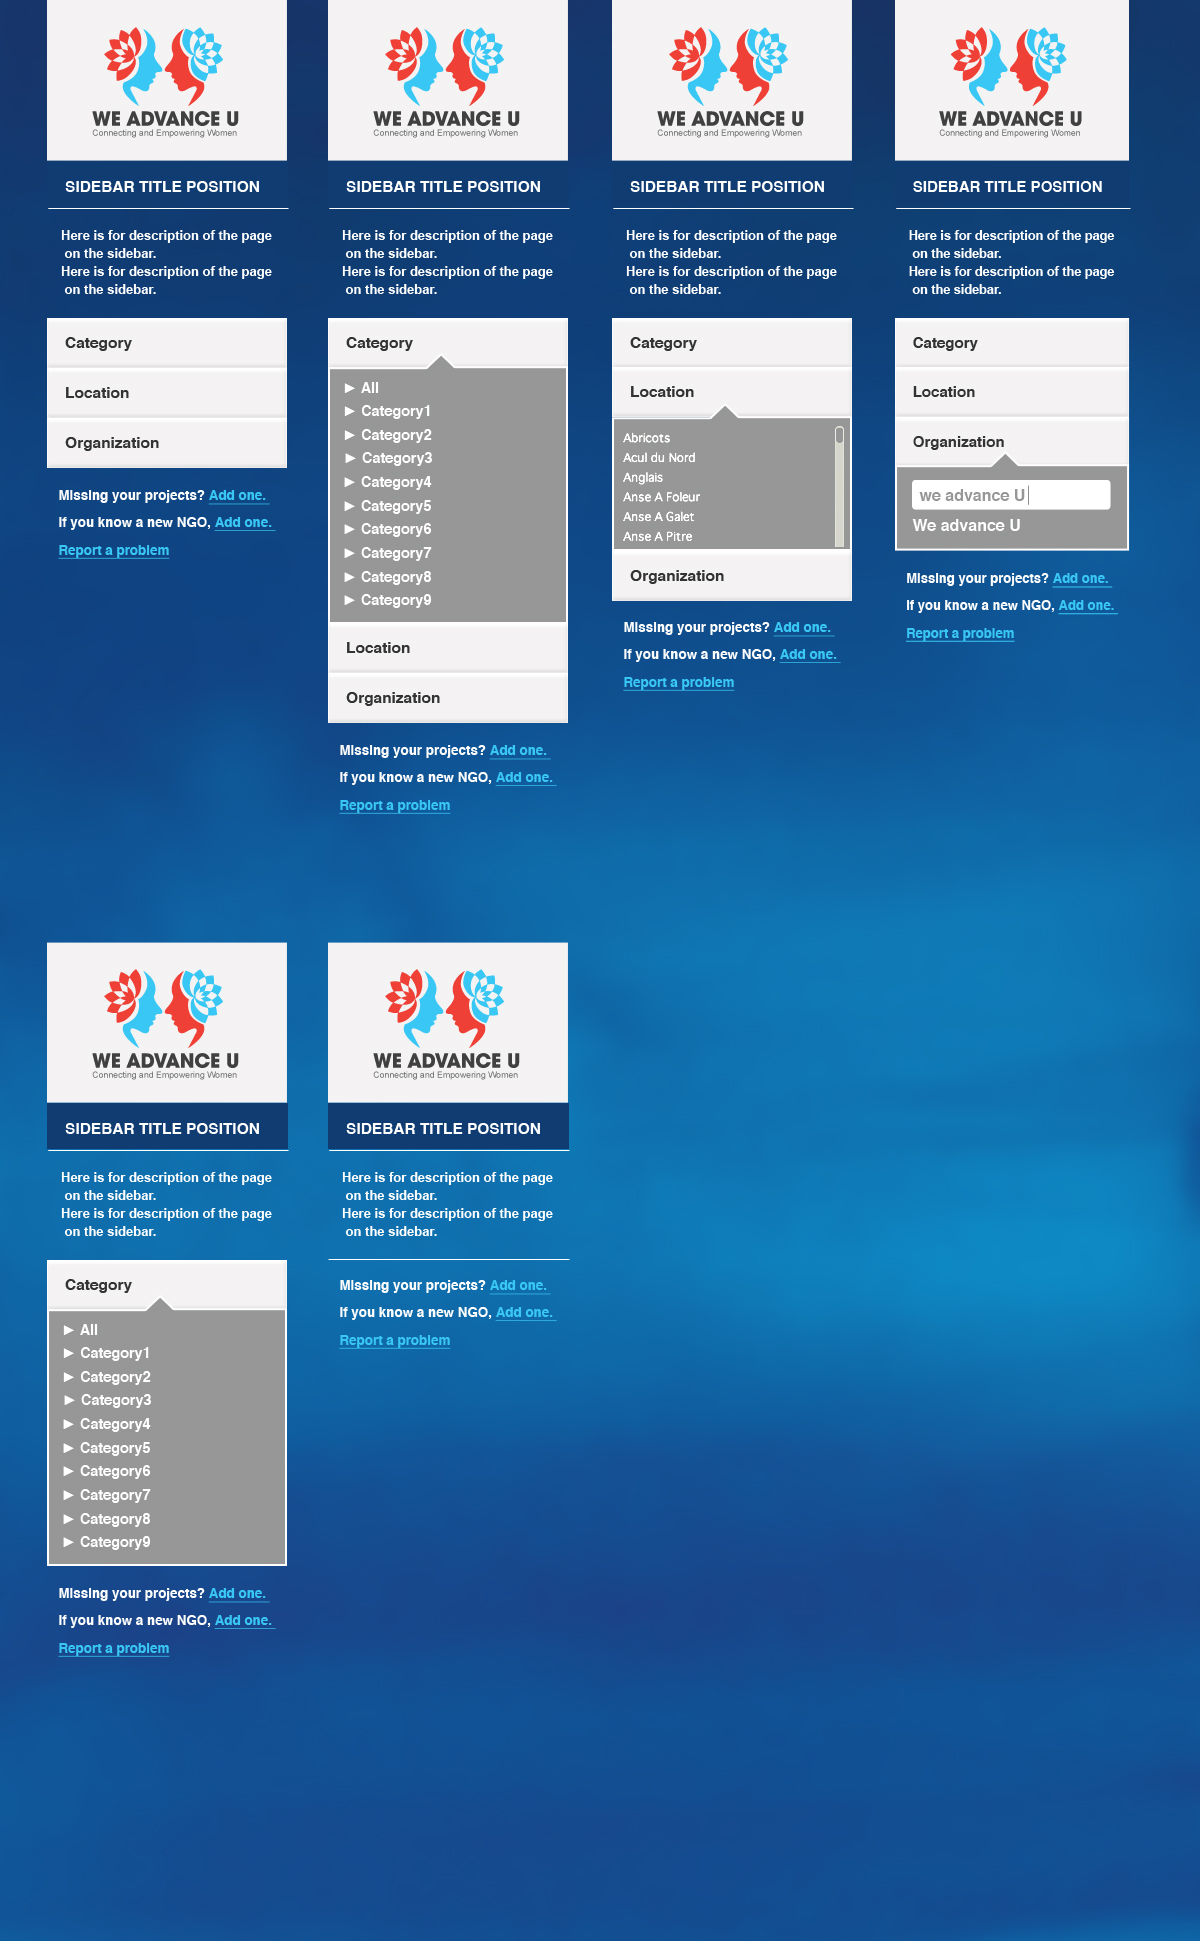 WE ADVANCE U
Connecting and Empowering Women
SIDEBAR TITLE POSITION
Here is for description of the page
on the sidebar.
Here is for description of the page
on the sidebar.
Category
Location
Organization
Missing your projects? Add one.
If you know a new NGO, Add one.
Report a problem
WE ADVANCE U
Connecting and Empowering Women
SIDEBAR TITLE POSITION
Here is for description of the page
on the sidebar.
Here is for description of the page
on the sidebar.
Category
▶ All
▶ Category1
▶ Category2
▶ Category3
▶ Category4
▶ Category5
▶ Category6
▶ Category7
▶ Category8
▶ Category9
Location
Organization
Missing your projects? Add one.
If you know a new NGO, Add one.
Report a problem
WE ADVANCE U
Connecting and Empowering Women
SIDEBAR TITLE POSITION
Here is for description of the page
on the sidebar.
Here is for description of the page
on the sidebar.
Category
Location
Abricots
Acul du Nord
Anglais
Anse A Foleur
Anse A Galet
Anse A Pitre
Organization
Missing your projects? Add one.
If you know a new NGO, Add one.
Report a problem
WE ADVANCE U
Connecting and Empowering Women
SIDEBAR TITLE POSITION
Here is for description of the page
on the sidebar.
Here is for description of the page
on the sidebar.
Category
Location
Organization
we advance U
We advance U
Missing your projects? Add one.
If you know a new NGO, Add one.
Report a problem
WE ADVANCE U
Connecting and Empowering Women
SIDEBAR TITLE POSITION
Here is for description of the page
on the sidebar.
Here is for description of the page
on the sidebar.
Category
▶ All
▶ Category1
▶ Category2
▶ Category3
▶ Category4
▶ Category5
▶ Category6
▶ Category7
▶ Category8
▶ Category9
Missing your projects? Add one.
If you know a new NGO, Add one.
Report a problem
WE ADVANCE U
Connecting and Empowering Women
SIDEBAR TITLE POSITION
Here is for description of the page
on the sidebar.
Here is for description of the page
on the sidebar.
Missing your projects? Add one.
If you know a new NGO, Add one.
Report a problem